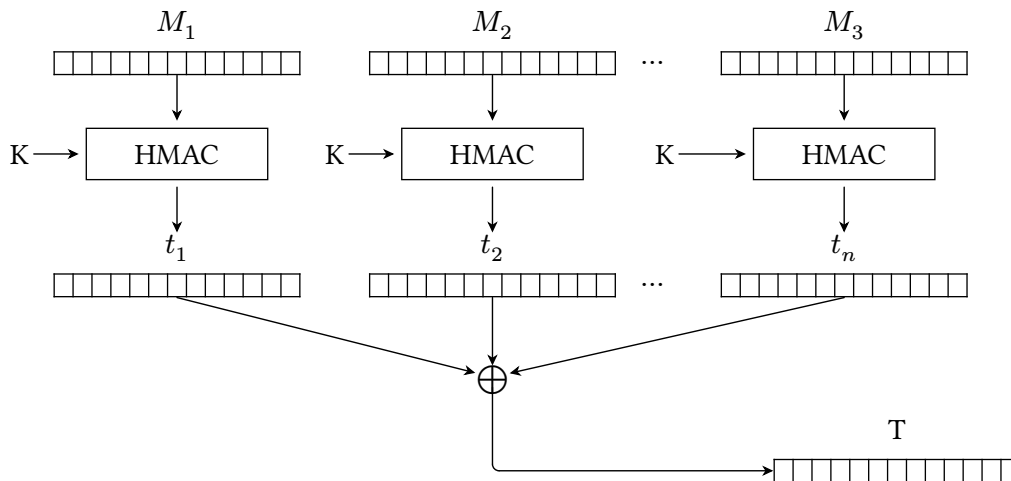 M₁ M₂ ... M₃
K HMAC K HMAC K HMAC
t₁ t₂ tₙ
...
T